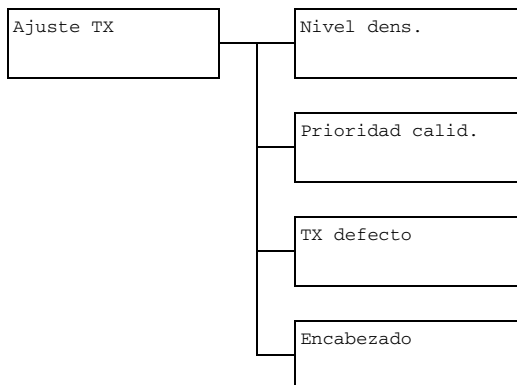 Ajuste TX
Nivel dens.
Prioridad calid.
TX defecto
Encabezado